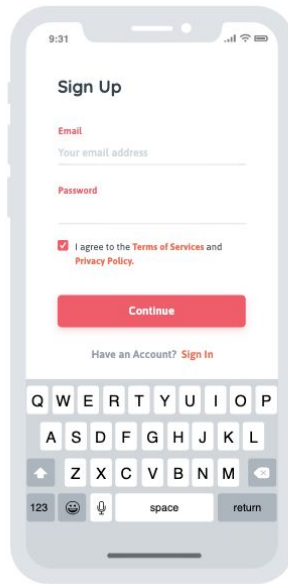 9:31
Sign Up
Email
Your email address
Password
I agree to the Terms of Services and
Privacy Policy.
Continue
Have an Account? Sign In
Q W E R T Y U I O P
A S D F G H J K L
Z X C V B N M
123 space return